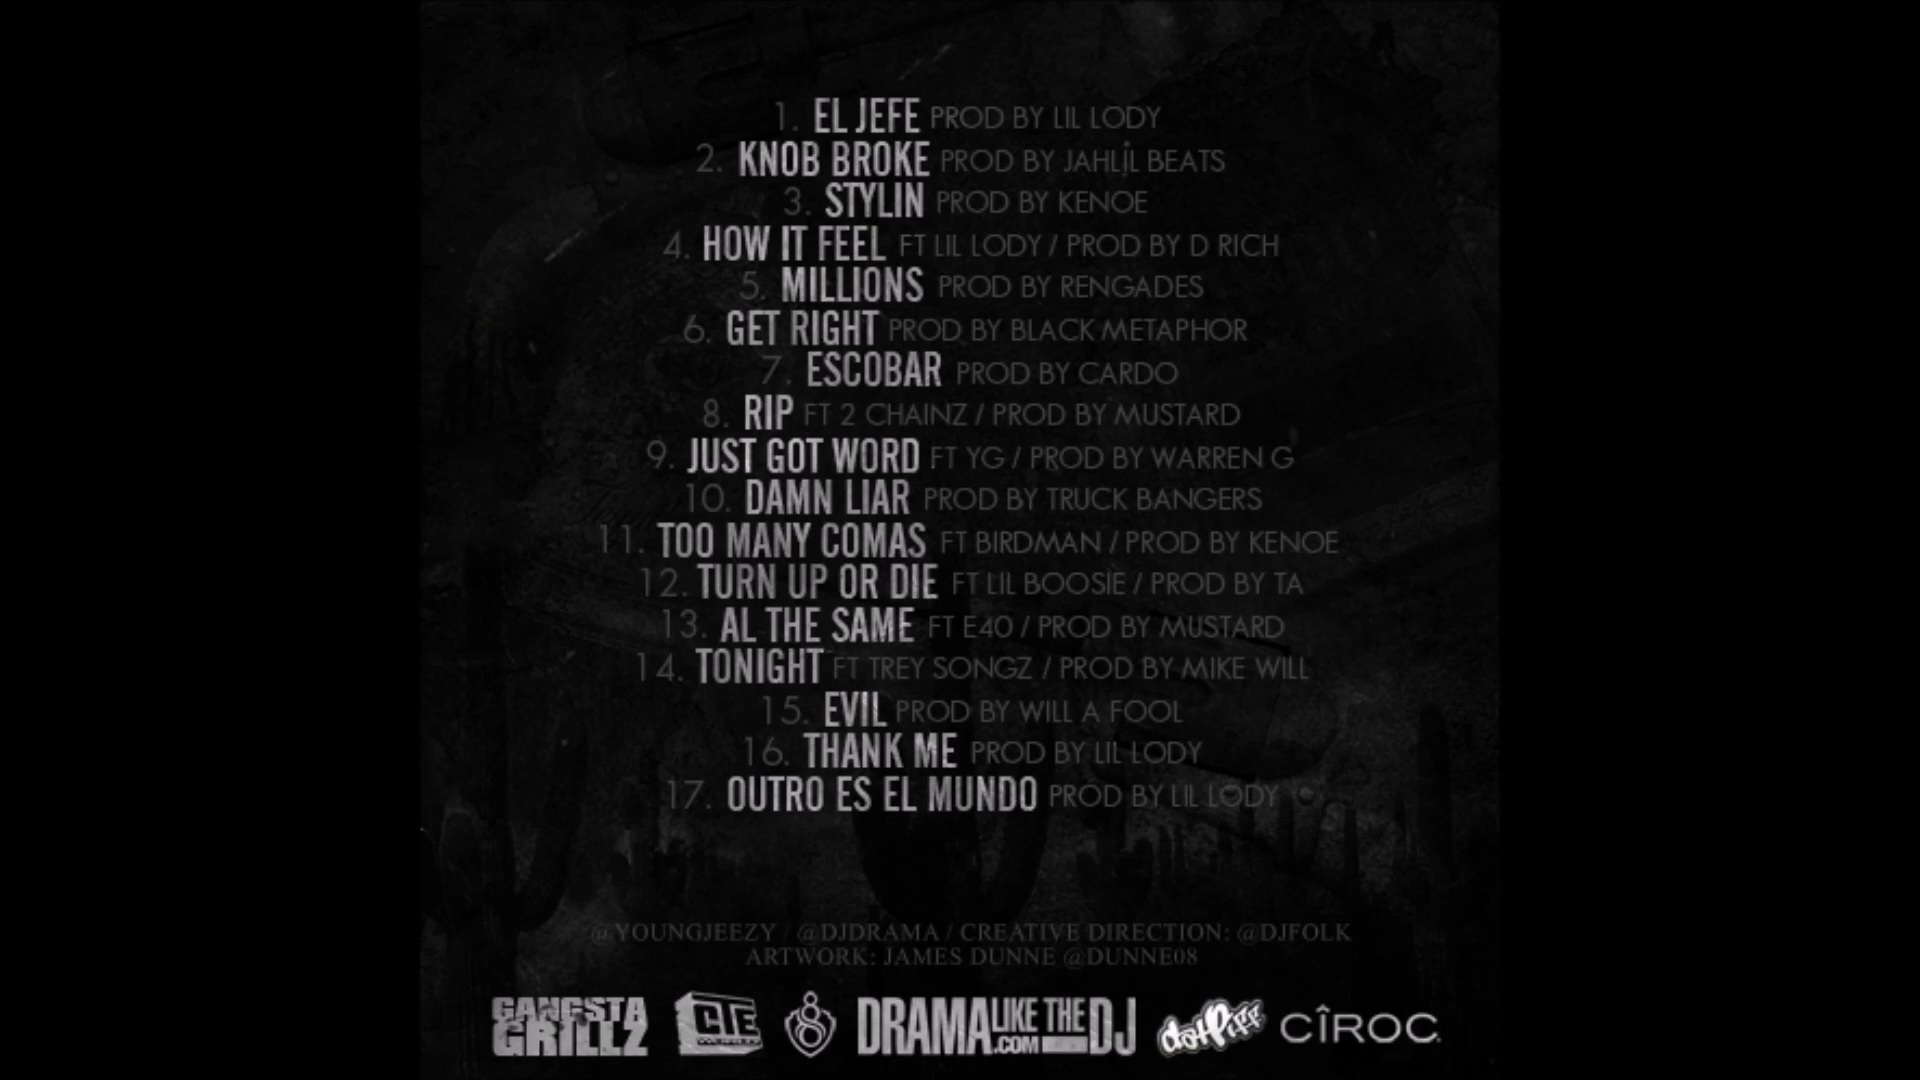 1. EL JEFE PROD BY LIL LODY
2. KNOB BROKE PROD BY JAHLIL BEATS
3. STYLIN PROD BY KENOE
4. HOW IT FEEL FT LIL LODY / PROD BY D RICH
5. MILLIONS PROD BY RENGADES
6. GET RIGHT PROD BY BLACK METAPHOR
7. ESCOBAR PROD BY CARDO
8. RIP FT 2 CHAINZ / PROD BY MUSTARD
9. JUST GOT WORD FT YG / PROD BY WARREN G
10. DAMN LIAR PROD BY TRUCK BANGERS
11. TOO MANY COMAS FT BIRDMAN / PROD BY KENOE
12. TURN UP OR DIE FT LIL BOOSIE / PROD BY TA
13. AL THE SAME FT E40 / PROD BY MUSTARD
14. TONIGHT FT TREY SONGZ / PROD BY MIKE WILL
15. EVIL PROD BY WILL A FOOL
16. THANK ME PROD BY LIL LODY
17. OUTRO ES EL MUNDO PROD BY LIL LODY
@YOUNGJEEZY / @DJDRAMA / CREATIVE DIRECTION: @DJFOLK
ARTWORK: JAMES DUNNE @DUNNE08
GANGSTA GRILLZ CTE 8 DRAMA LIKE THE DJ .COM datPiff CÎROC